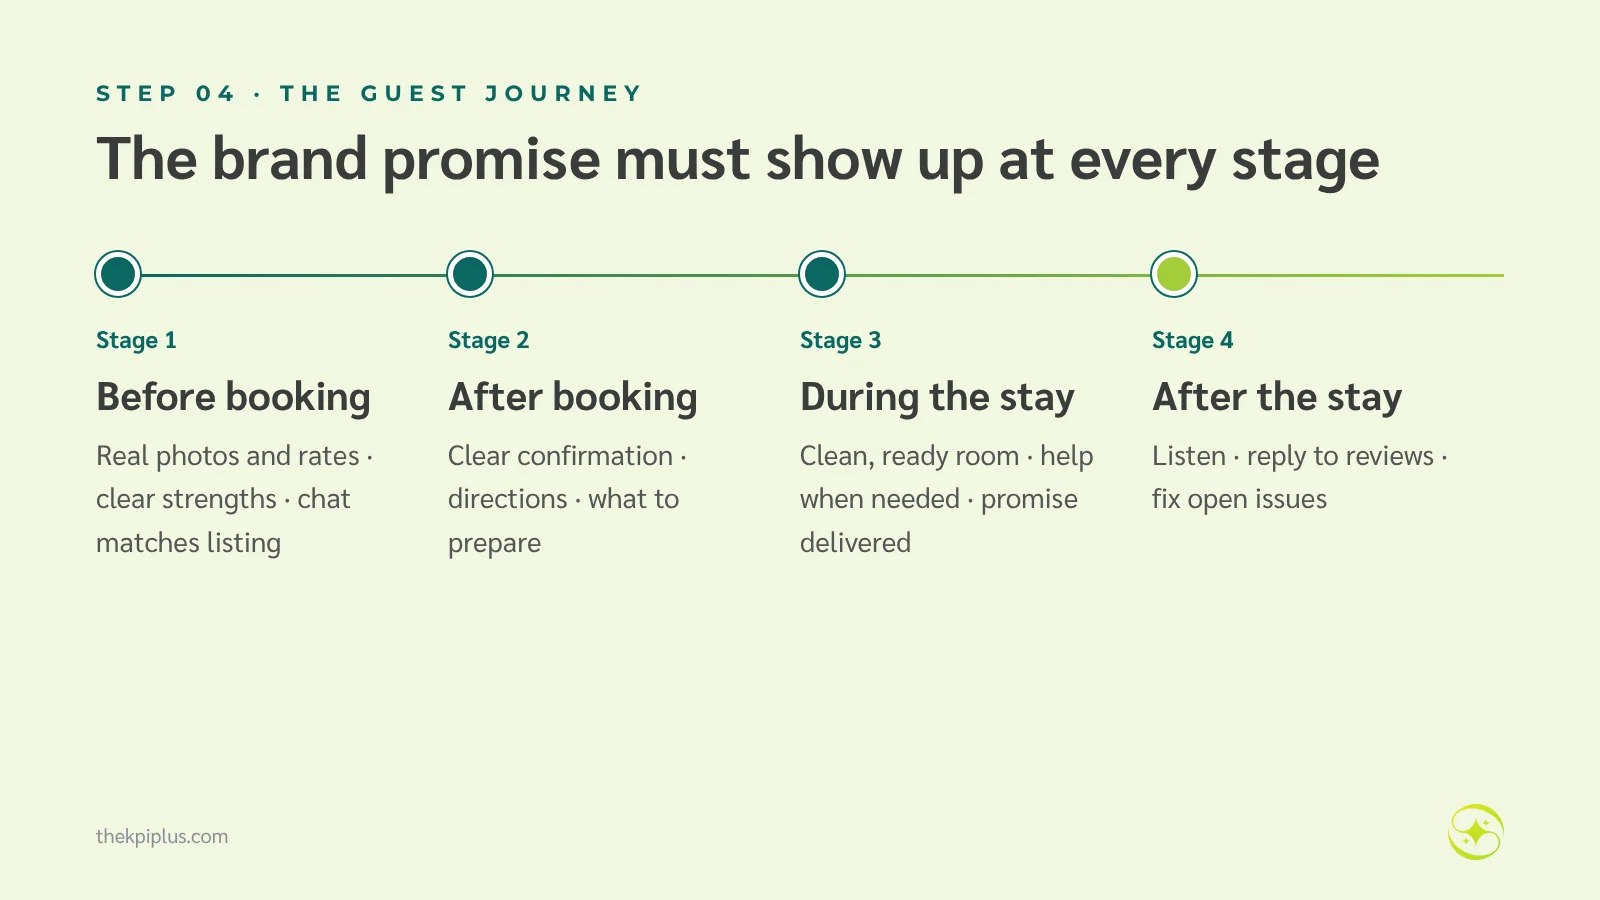 STEP 04 · THE GUEST JOURNEY
The brand promise must show up at every stage
Stage 1
Before booking
Real photos and rates ·
clear strengths · chat
matches listing
Stage 2
After booking
Clear confirmation ·
directions · what to
prepare
Stage 3
During the stay
Clean, ready room · help
when needed · promise
delivered
Stage 4
After the stay
Listen · reply to reviews ·
fix open issues
thekpiplus.com